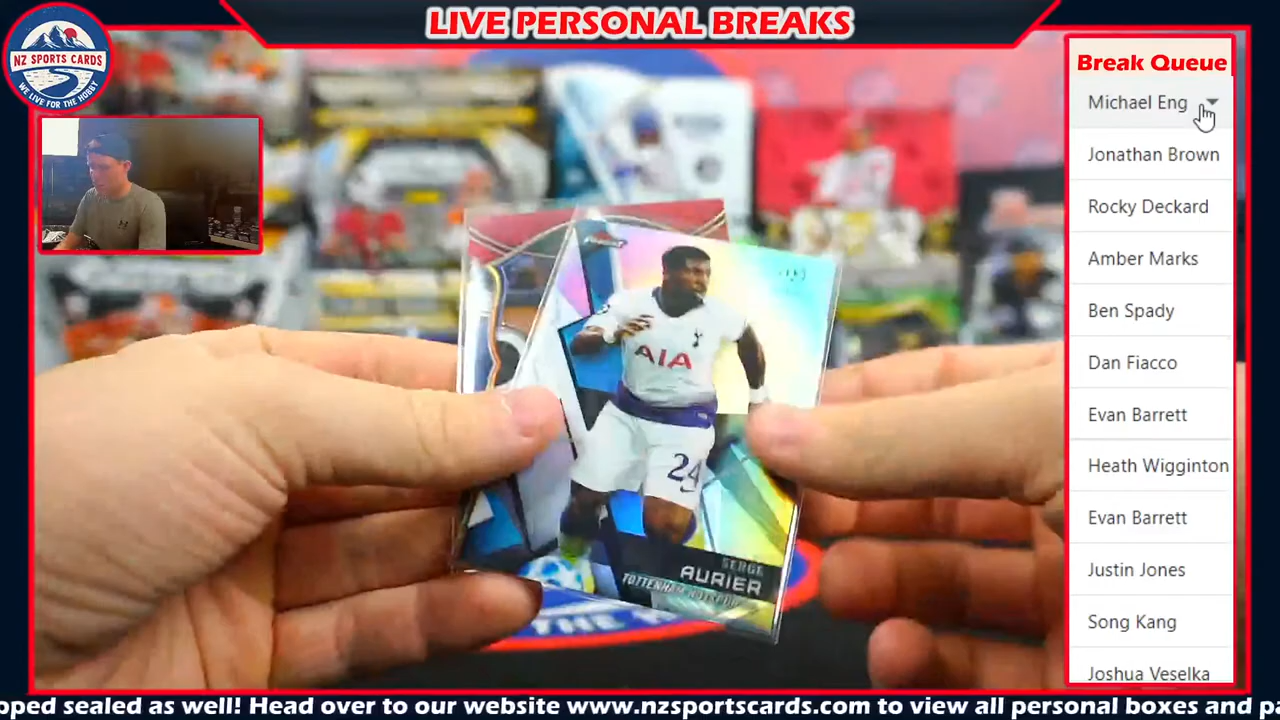 LIVE PERSONAL BREAKS
NZ SPORTS CARDS
WE LIVE FOR THE HOBBY
Break Queue
Michael Eng
Jonathan Brown
Rocky Deckard
Amber Marks
Ben Spady
Dan Fiacco
Evan Barrett
Heath Wigginton
Evan Barrett
Justin Jones
Song Kang
Joshua Veselka
AIA
24
SERGE
AURIER
TOTTENHAM HOTSPUR
THE
pped sealed as well! Head over to our website www.nzsportscards.com to view all personal boxes and pa